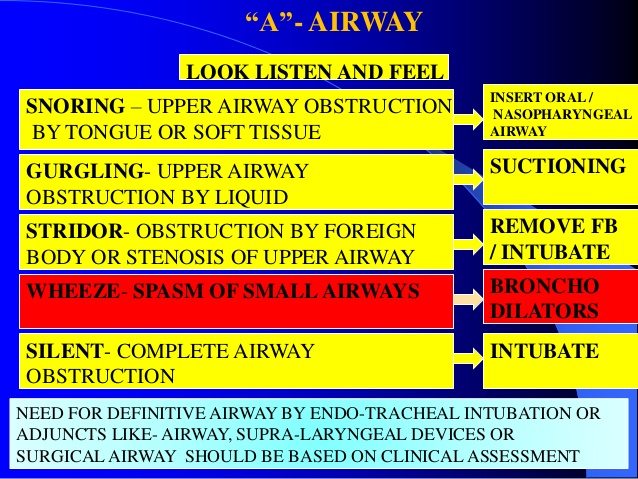 “A”- AIRWAY
LOOK LISTEN AND FEEL
SNORING – UPPER AIRWAY OBSTRUCTION
BY TONGUE OR SOFT TISSUE
INSERT ORAL /
NASOPHARYNGEAL
AIRWAY
GURGLING- UPPER AIRWAY
OBSTRUCTION BY LIQUID
SUCTIONING
STRIDOR- OBSTRUCTION BY FOREIGN
BODY OR STENOSIS OF UPPER AIRWAY
REMOVE FB
/ INTUBATE
WHEEZE- SPASM OF SMALL AIRWAYS
BRONCHO
DILATORS
SILENT- COMPLETE AIRWAY
OBSTRUCTION
INTUBATE
NEED FOR DEFINITIVE AIRWAY BY ENDO-TRACHEAL INTUBATION OR
ADJUNCTS LIKE- AIRWAY, SUPRA-LARYNGEAL DEVICES OR
SURGICAL AIRWAY SHOULD BE BASED ON CLINICAL ASSESSMENT